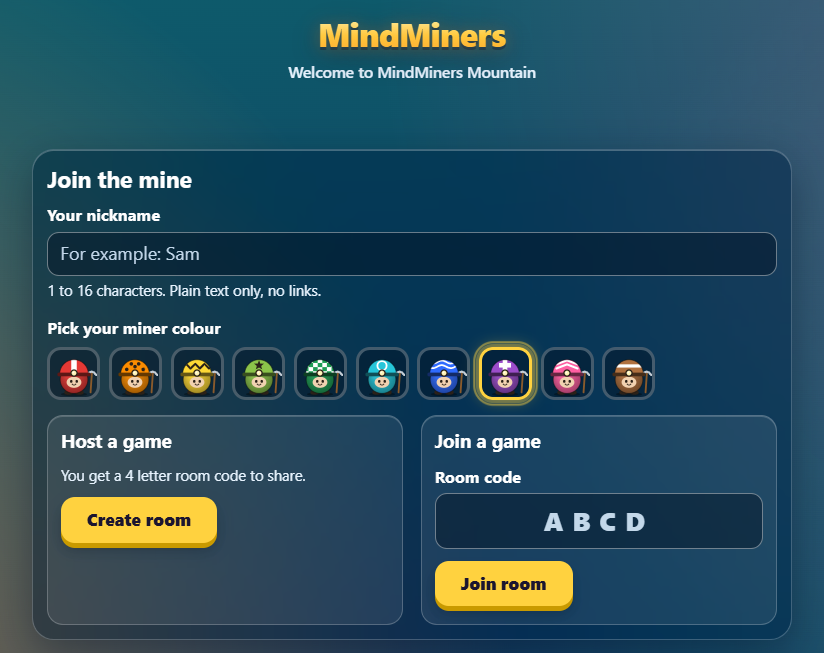 MindMiners
Welcome to MindMiners Mountain
Join the mine
Your nickname
For example: Sam
1 to 16 characters. Plain text only, no links.
Pick your miner colour
Host a game
You get a 4 letter room code to share.
Create room
Join a game
Room code
ABCD
Join room